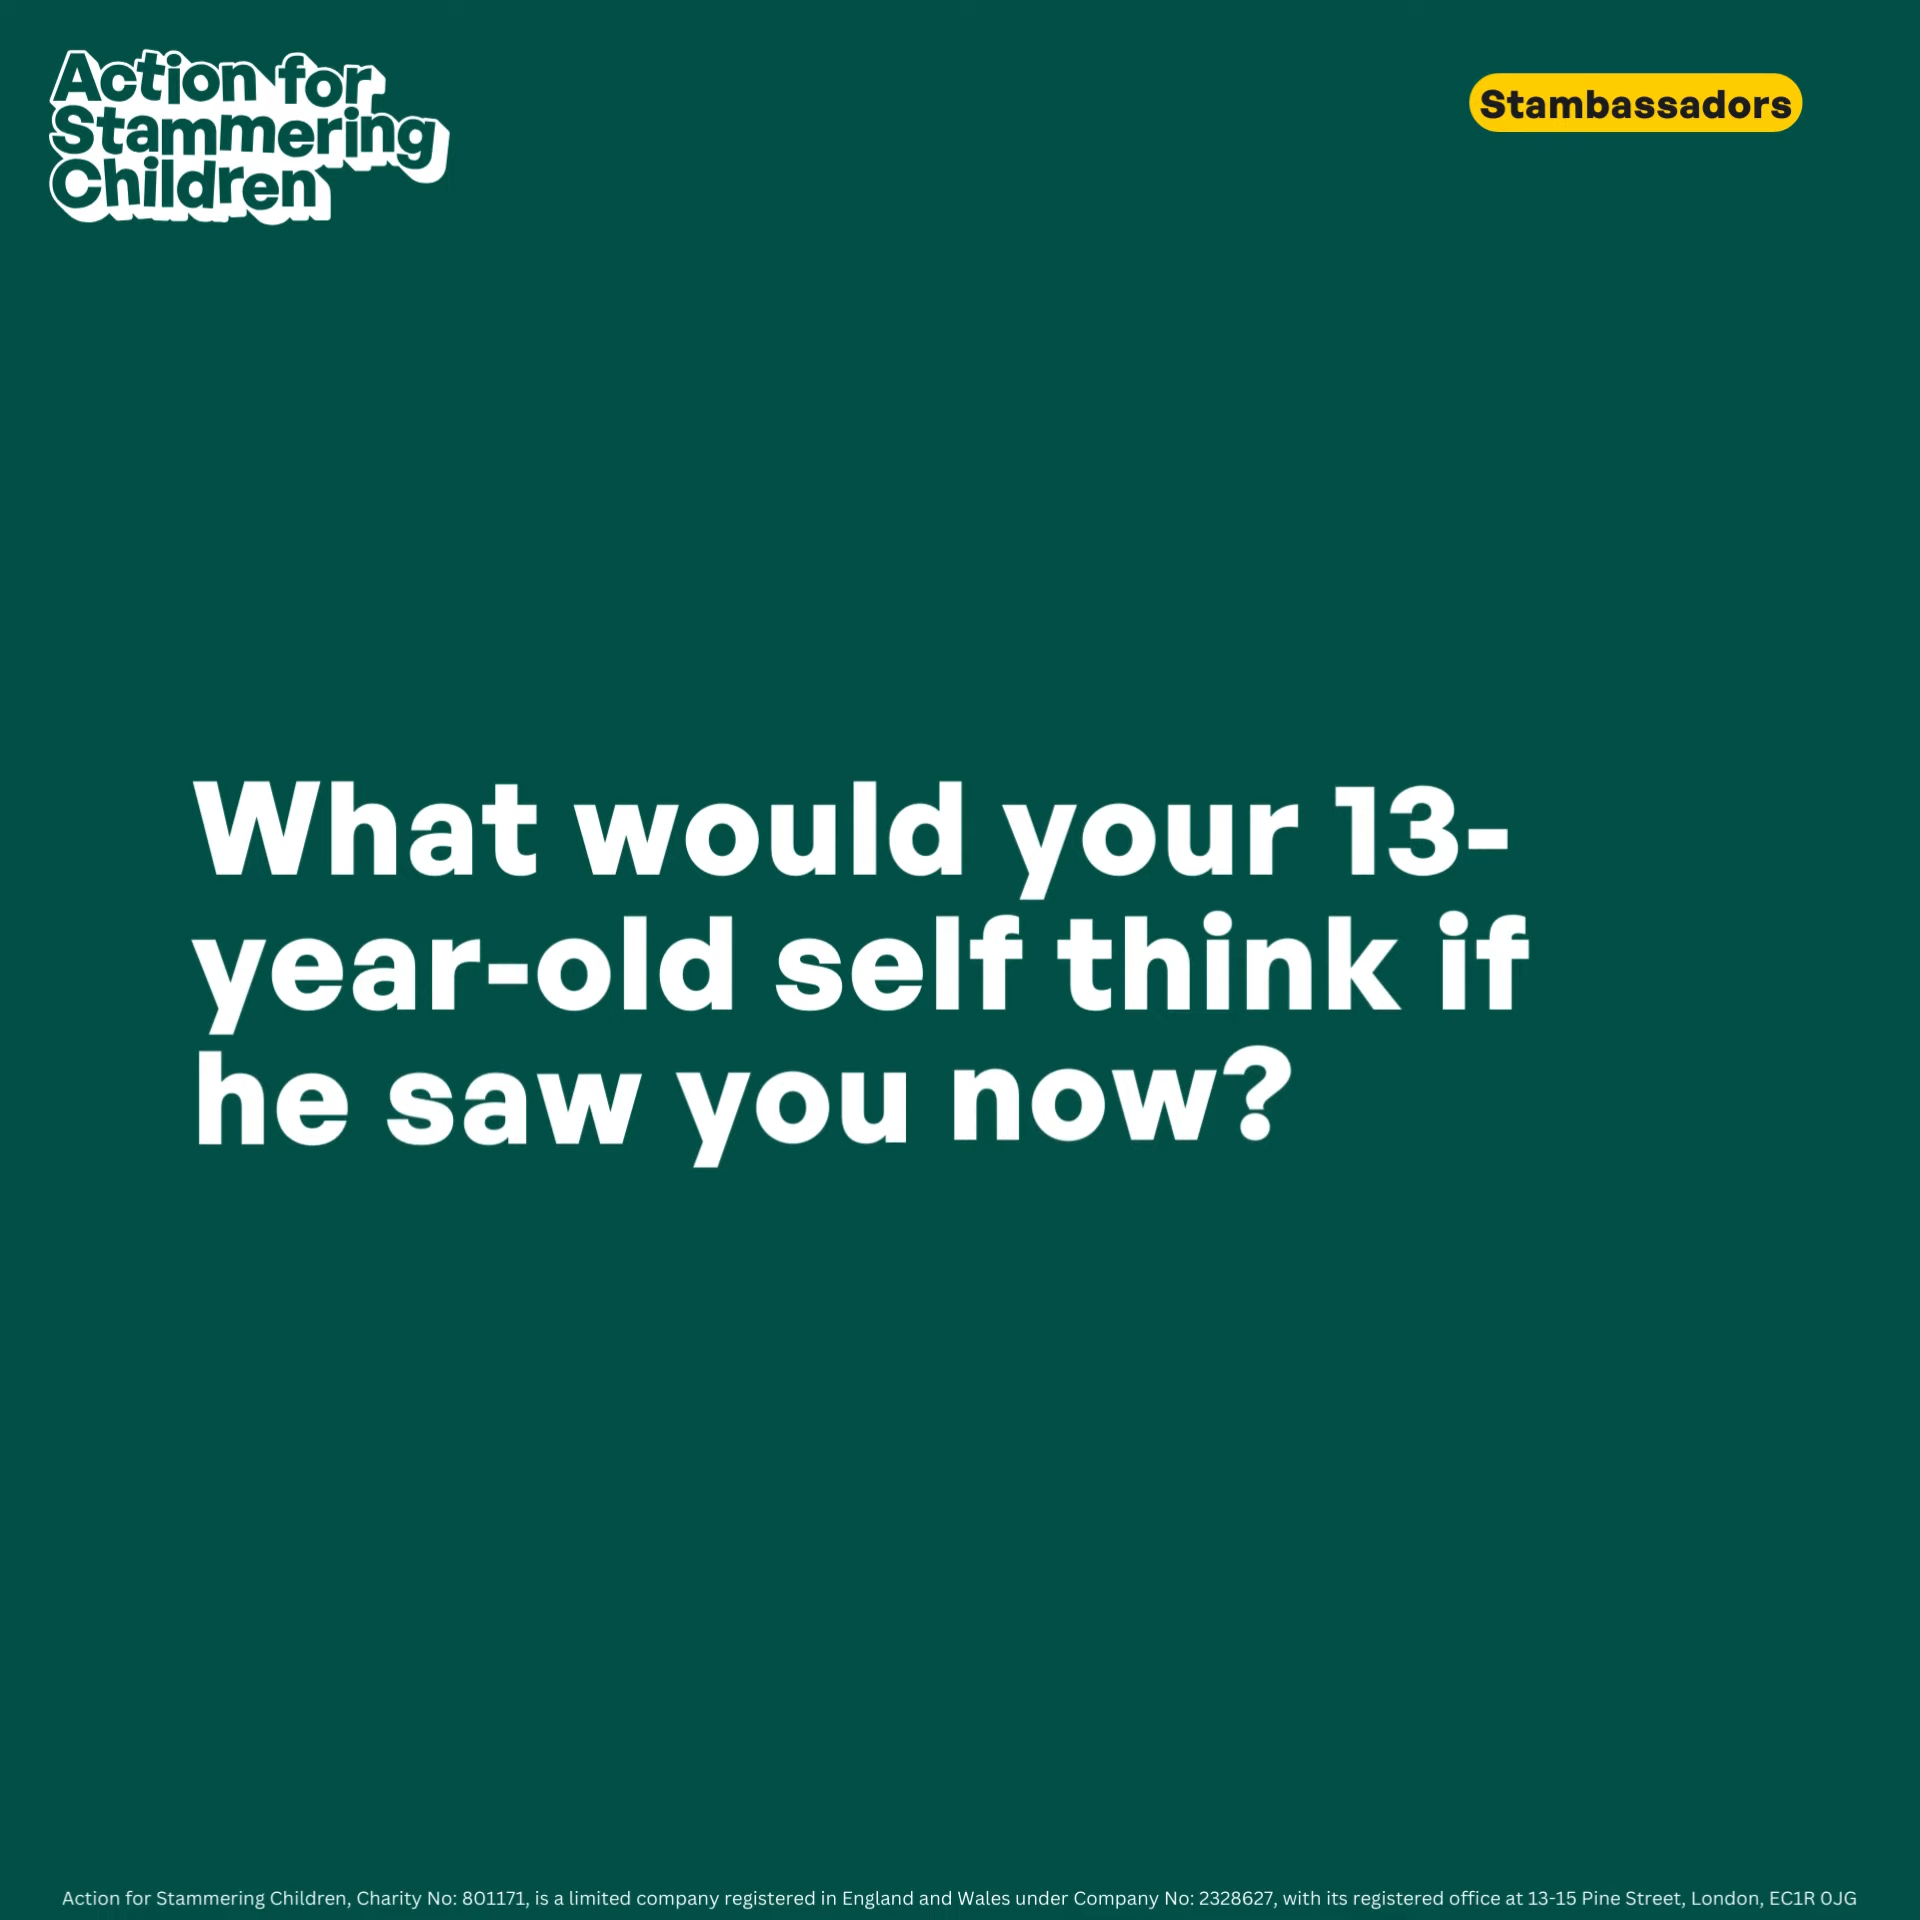 Action for
Stammering
Children
Stambassadors
What would your 13-
year-old self think if
he saw you now?
Action for Stammering Children, Charity No: 801171, is a limited company registered in England and Wales under Company No: 2328627, with its registered office at 13-15 Pine Street, London, EC1R 0JG